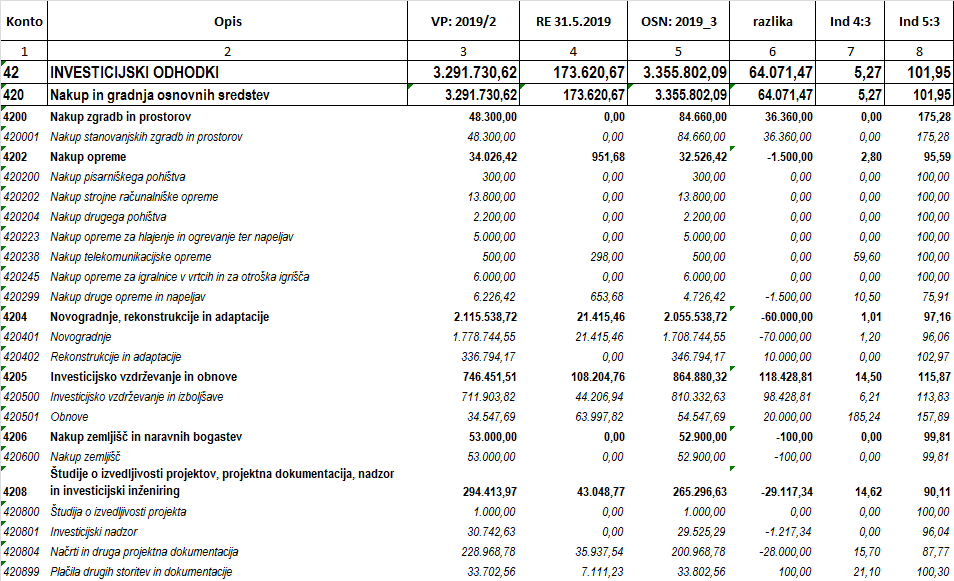 Konto Opis VP: 2019/2 RE 31.5.2019 OSN: 2019_3 razlika Ind 4:3 Ind 5:3
1 2 3 4 5 6 7 8
42 INVESTICIJSKI ODHODKI 3.291.730,62 173.620,67 3.355.802,09 64.071,47 5,27 101,95
420 Nakup in gradnja osnovnih sredstev 3.291.730,62 173.620,67 3.355.802,09 64.071,47 5,27 101,95
4200 Nakup zgradb in prostorov 48.300,00 0,00 84.660,00 36.360,00 0,00 175,28
420001 Nakup stanovanjskih zgradb in prostorov 48.300,00 0,00 84.660,00 36.360,00 0,00 175,28
4202 Nakup opreme 34.026,42 951,68 32.526,42 -1.500,00 2,80 95,59
420200 Nakup pisarniškega pohištva 300,00 0,00 300,00 0,00 0,00 100,00
420202 Nakup strojne računalniške opreme 13.800,00 0,00 13.800,00 0,00 0,00 100,00
420204 Nakup drugega pohištva 2.200,00 0,00 2.200,00 0,00 0,00 100,00
420223 Nakup opreme za hlajenje in ogrevanje ter napeljav 5.000,00 0,00 5.000,00 0,00 0,00 100,00
420238 Nakup telekomunikacijske opreme 500,00 298,00 500,00 0,00 59,60 100,00
420245 Nakup opreme za igralnice v vrtcih in za otroška igrišča 6.000,00 0,00 6.000,00 0,00 0,00 100,00
420299 Nakup druge opreme in napeljav 6.226,42 653,68 4.726,42 -1.500,00 10,50 75,91
4204 Novogradnje, rekonstrukcije in adaptacije 2.115.538,72 21.415,46 2.055.538,72 -60.000,00 1,01 97,16
420401 Novogradnje 1.778.744,55 21.415,46 1.708.744,55 -70.000,00 1,20 96,06
420402 Rekonstrukcije in adaptacije 336.794,17 0,00 346.794,17 10.000,00 0,00 102,97
4205 Investicijsko vzdrževanje in obnove 746.451,51 108.204,76 864.880,32 118.428,81 14,50 115,87
420500 Investicijsko vzdrževanje in izboljšave 711.903,82 44.206,94 810.332,63 98.428,81 6,21 113,83
420501 Obnove 34.547,69 63.997,82 54.547,69 20.000,00 185,24 157,89
4206 Nakup zemljišč in naravnih bogastev 53.000,00 0,00 52.900,00 -100,00 0,00 99,81
420600 Nakup zemljišč 53.000,00 0,00 52.900,00 -100,00 0,00 99,81
Študije o izvedljivosti projektov, projektna dokumentacija, nadzor
4208 in investicijski inženiring 294.413,97 43.048,77 265.296,63 -29.117,34 14,62 90,11
420800 Študija o izvedljivosti projekta 1.000,00 0,00 1.000,00 0,00 0,00 100,00
420801 Investicijski nadzor 30.742,63 0,00 29.525,29 -1.217,34 0,00 96,04
420804 Načrti in druga projektna dokumentacija 228.968,78 35.937,54 200.968,78 -28.000,00 15,70 87,77
420899 Plačila drugih storitev in dokumentacije 33.702,56 7.111,23 33.802,56 100,00 21,10 100,30